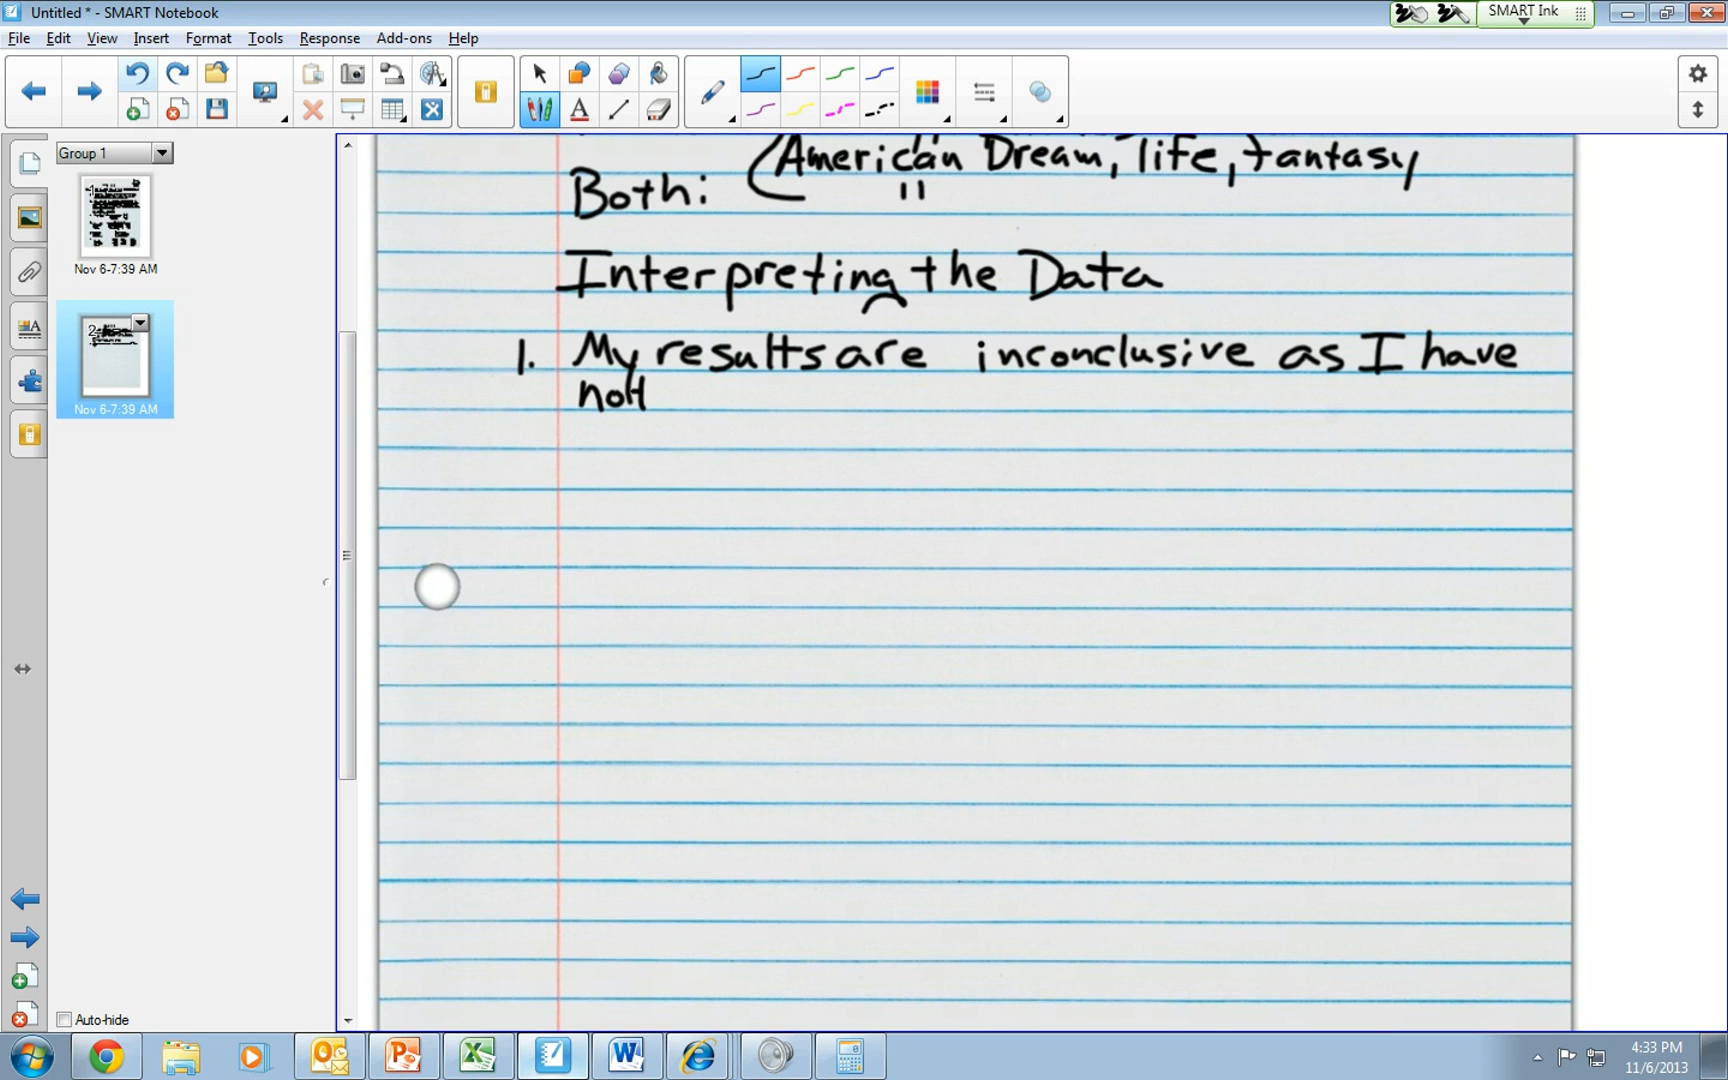 Untitled * - SMART Notebook
SMART Ink
File Edit View Insert Format Tools Response Add-ons Help
Group 1
Nov 6-7:39 AM
2
Nov 6-7:39 AM
Auto-hide
(American Dream, life, fantasy
Both: "
Interpreting the Data
1. My results are inconclusive as I have
not
4:33 PM
11/6/2013